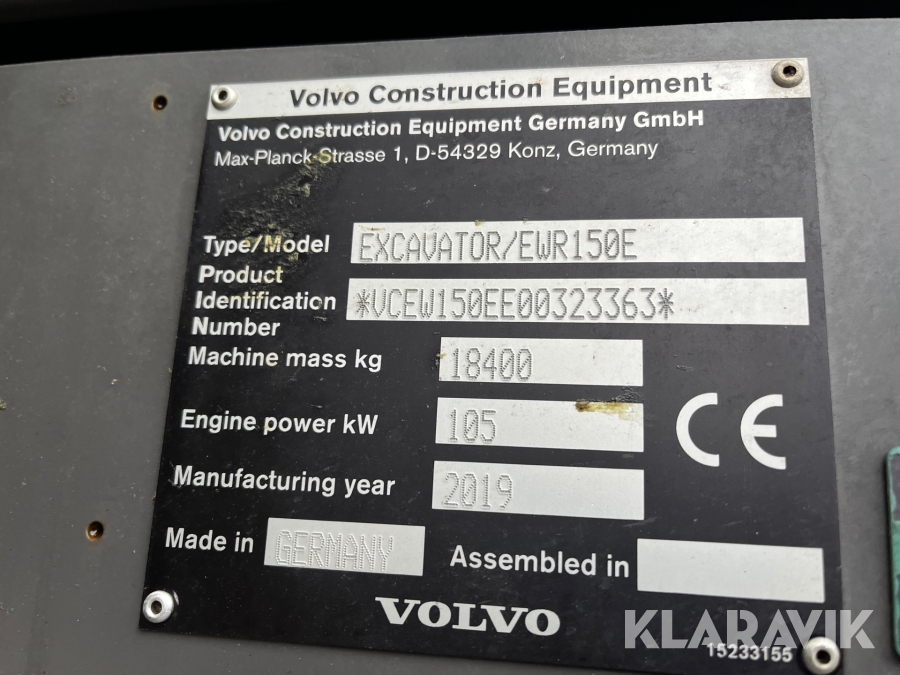 Volvo Construction Equipment
Volvo Construction Equipment Germany GmbH
Max-Planck-Strasse 1, D-54329 Konz, Germany
Type/Model EXCAVATOR/EWR150E
Product
Identification *VCEW150EE00323363*
Number
Machine mass kg 18400
Engine power kW 105
CE
Manufacturing year 2019
Made in GERMANY Assembled in
VOLVO
KLARAVIK
15233155